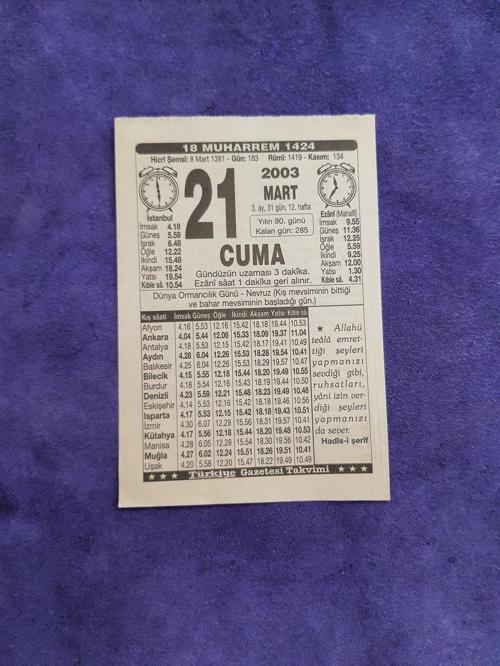 18 MUHARREM 1424
Hicrî Şemsî: 8 Mart 1381 - Gün: 183 Rûmî: 1419 - Kasım: 134
İstanbul
İmsak 4.18
Güneş 5.59
İşrak 6.48
Öğle 12.22
İkindi 15.48
Akşam 18.24
Yatsı 19.54
Kıble sâ. 10.54
21
2003
MART
3. ay, 31 gün, 12. hafta
Yılın 80. günü
Kalan gün: 285
CUMA
Gündüzün uzaması 3 dakîka.
Ezânî sâat 1 dakîka geri alınır.
Ezânî (Mahallî)
İmsak 9.55
Güneş 11.36
İşrak 12.25
Öğle 5.59
İkindi 9.25
Akşam 12.00
Yatsı 1.30
Kıble sâ. 4.31
Dünya Ormancılık Günü - Nevruz (Kış mevsiminin bittiği
ve bahar mevsiminin başladığı gün.)
Kış sâati İmsak Güneş Öğle İkindi Akşam Yatsı Kıble sâ.
Afyon 4.16 5.53 12.16 15.42 18.18 19.44 10.53
Ankara 4.04 5.44 12.06 15.33 18.09 19.37 11.04
Antalya 4.18 5.53 12.15 15.42 18.17 19.41 10.49
Aydın 4.28 6.04 12.26 15.53 18.28 19.54 10.41
Balıkesir 4.25 6.04 12.26 15.53 18.29 19.57 10.47
Bilecik 4.15 5.55 12.18 15.44 18.20 19.49 10.55
Burdur 4.18 5.54 12.16 15.43 18.19 19.44 10.50
Denizli 4.23 5.59 12.21 15.48 18.23 19.49 10.46
Eskişehir 4.14 5.53 12.16 15.42 18.18 19.46 10.56
Isparta 4.17 5.53 12.15 15.42 18.18 19.43 10.51
İzmir 4.30 6.07 12.29 15.56 18.31 19.57 10.41
Kütahya 4.17 5.56 12.18 15.44 18.20 19.48 10.53
Manisa 4.28 6.05 12.28 15.54 18.30 19.56 10.42
Muğla 4.27 6.02 12.24 15.51 18.26 19.51 10.41
Uşak 4.20 5.58 12.20 15.47 18.22 19.49 10.49
★ Allahü
teâlâ emret-
tiği şeyleri
yapmanızı
sevdiği gibi,
ruhsatları,
yâni izin ver-
diği şeyleri
yapmanızı
da sever.
Hadîs-i şerîf
★ ★ ★ Türkiye Gazetesi Takvimi ★ ★ ★